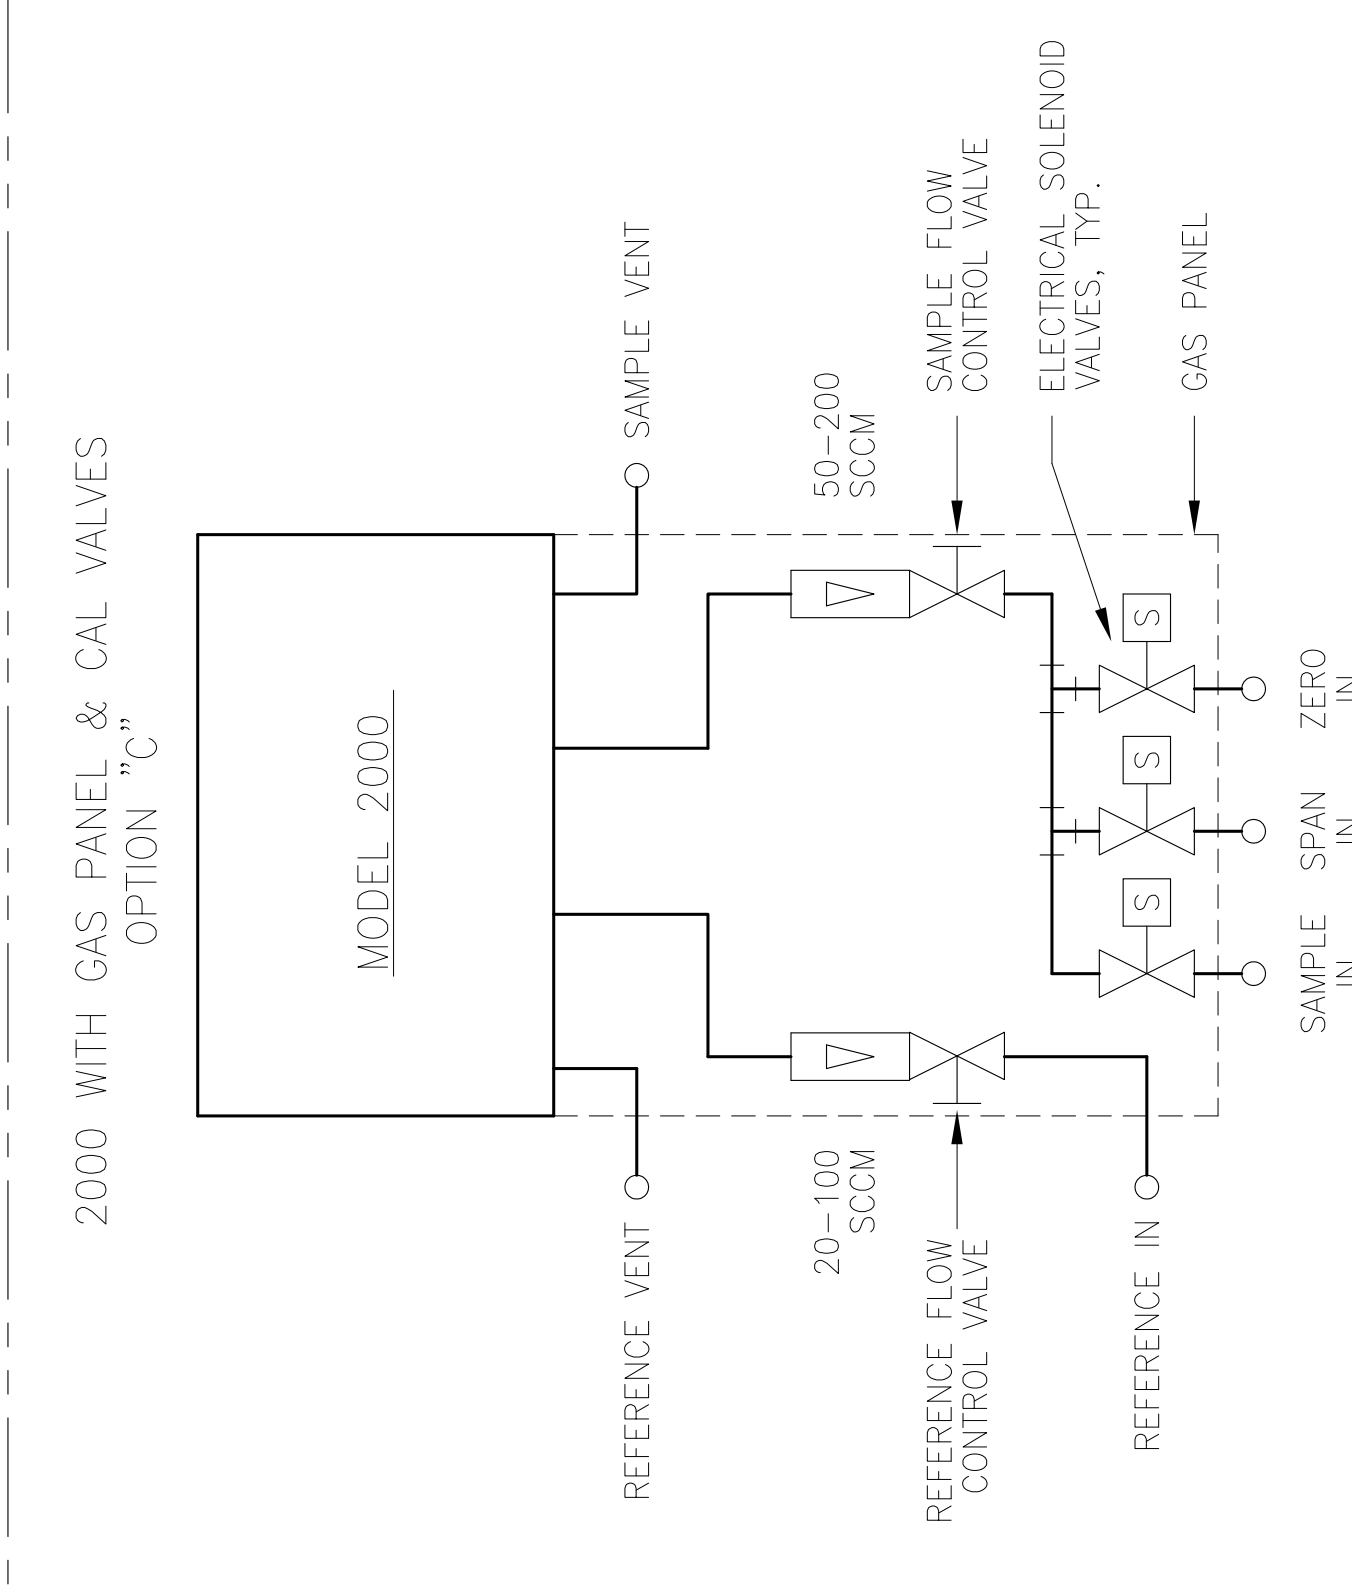 2000 WITH GAS PANEL & CAL VALVES
OPTION "C"
MODEL 2000
REFERENCE VENT
SAMPLE VENT
20-100
SCCM
50-200
SCCM
REFERENCE FLOW
CONTROL VALVE
SAMPLE FLOW
CONTROL VALVE
ELECTRICAL SOLENOID
VALVES, TYP.
REFERENCE IN
S
S
S
GAS PANEL
SAMPLE
IN
SPAN
IN
ZERO
IN